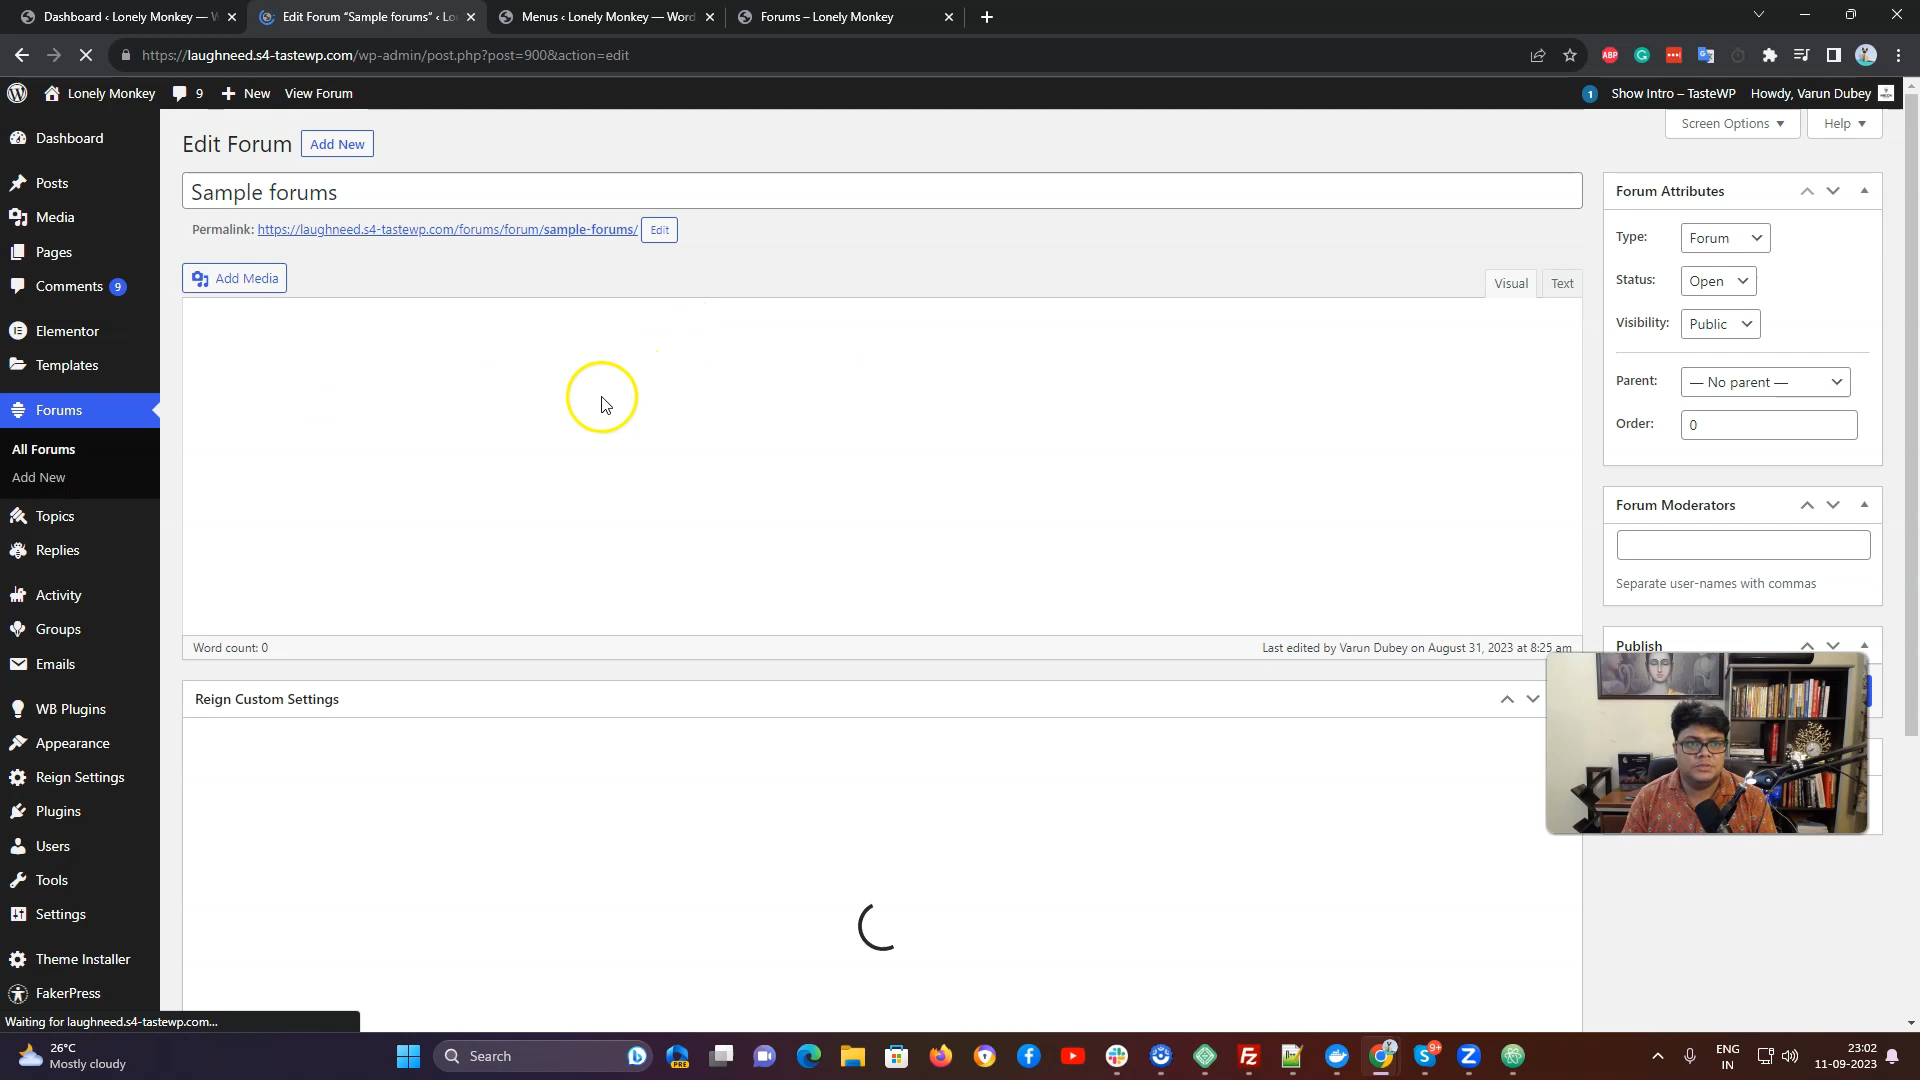 Dashboard ‹ Lonely Monkey — W
Edit Forum “Sample forums” ‹ Lo
Menus ‹ Lonely Monkey — Word
Forums – Lonely Monkey
https://laughneed.s4-tastewp.com/wp-admin/post.php?post=900&action=edit
ABP
Lonely Monkey
9
New
View Forum
1
Show Intro – TasteWP
Howdy, Varun Dubey
Screen Options
Help
Dashboard
Posts
Media
Pages
Comments 9
Elementor
Templates
Forums
All Forums
Add New
Topics
Replies
Activity
Groups
Emails
WB Plugins
Appearance
Reign Settings
Plugins
Users
Tools
Settings
Theme Installer
FakerPress
Waiting for laughneed.s4-tastewp.com...
Edit Forum
Add New
Sample forums
Permalink: https://laughneed.s4-tastewp.com/forums/forum/sample-forums/ Edit
Add Media
Visual
Text
Word count: 0
Last edited by Varun Dubey on August 31, 2023 at 8:25 am
Reign Custom Settings
Forum Attributes
Type: Forum
Status: Open
Visibility: Public
Parent: — No parent —
Order: 0
Forum Moderators
Separate user-names with commas
Publish
26°C
Mostly cloudy
Search
PRE
9+
ENG
IN
23:02
11-09-2023